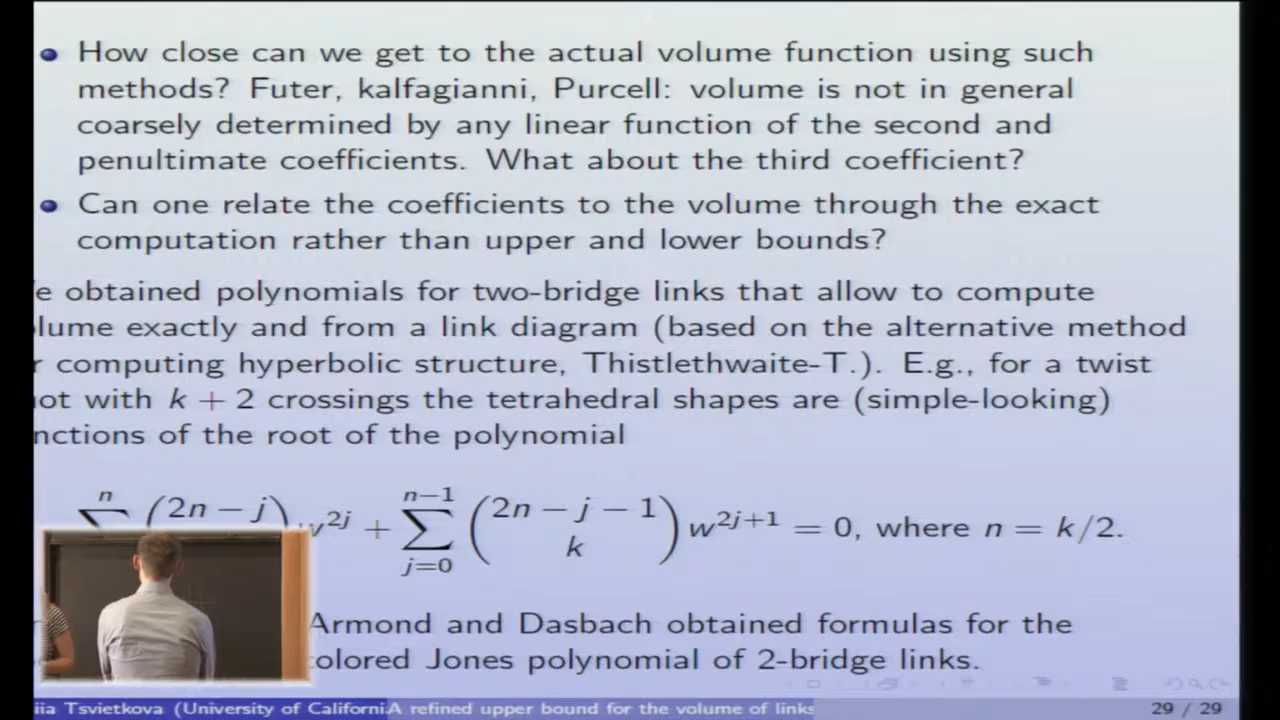 How close can we get to the actual volume function using such
methods? Futer, kalfagianni, Purcell: volume is not in general
coarsely determined by any linear function of the second and
penultimate coefficients. What about the third coefficient?
Can one relate the coefficients to the volume through the exact
computation rather than upper and lower bounds?
e obtained polynomials for two-bridge links that allow to compute
lume exactly and from a link diagram (based on the alternative method
r computing hyperbolic structure, Thistlethwaite-T.). E.g., for a twist
ot with k + 2 crossings the tetrahedral shapes are (simple-looking)
nctions of the root of the polynomial
n
∑ (2n − j) w^{2j} + ∑_{j=0}^{n−1} \binom{2n − j − 1}{k} w^{2j+1} = 0, where n = k/2.
Armond and Dasbach obtained formulas for the
olored Jones polynomial of 2-bridge links.
iia Tsvietkova (University of Californi A refined upper bound for the volume of links 29 / 29